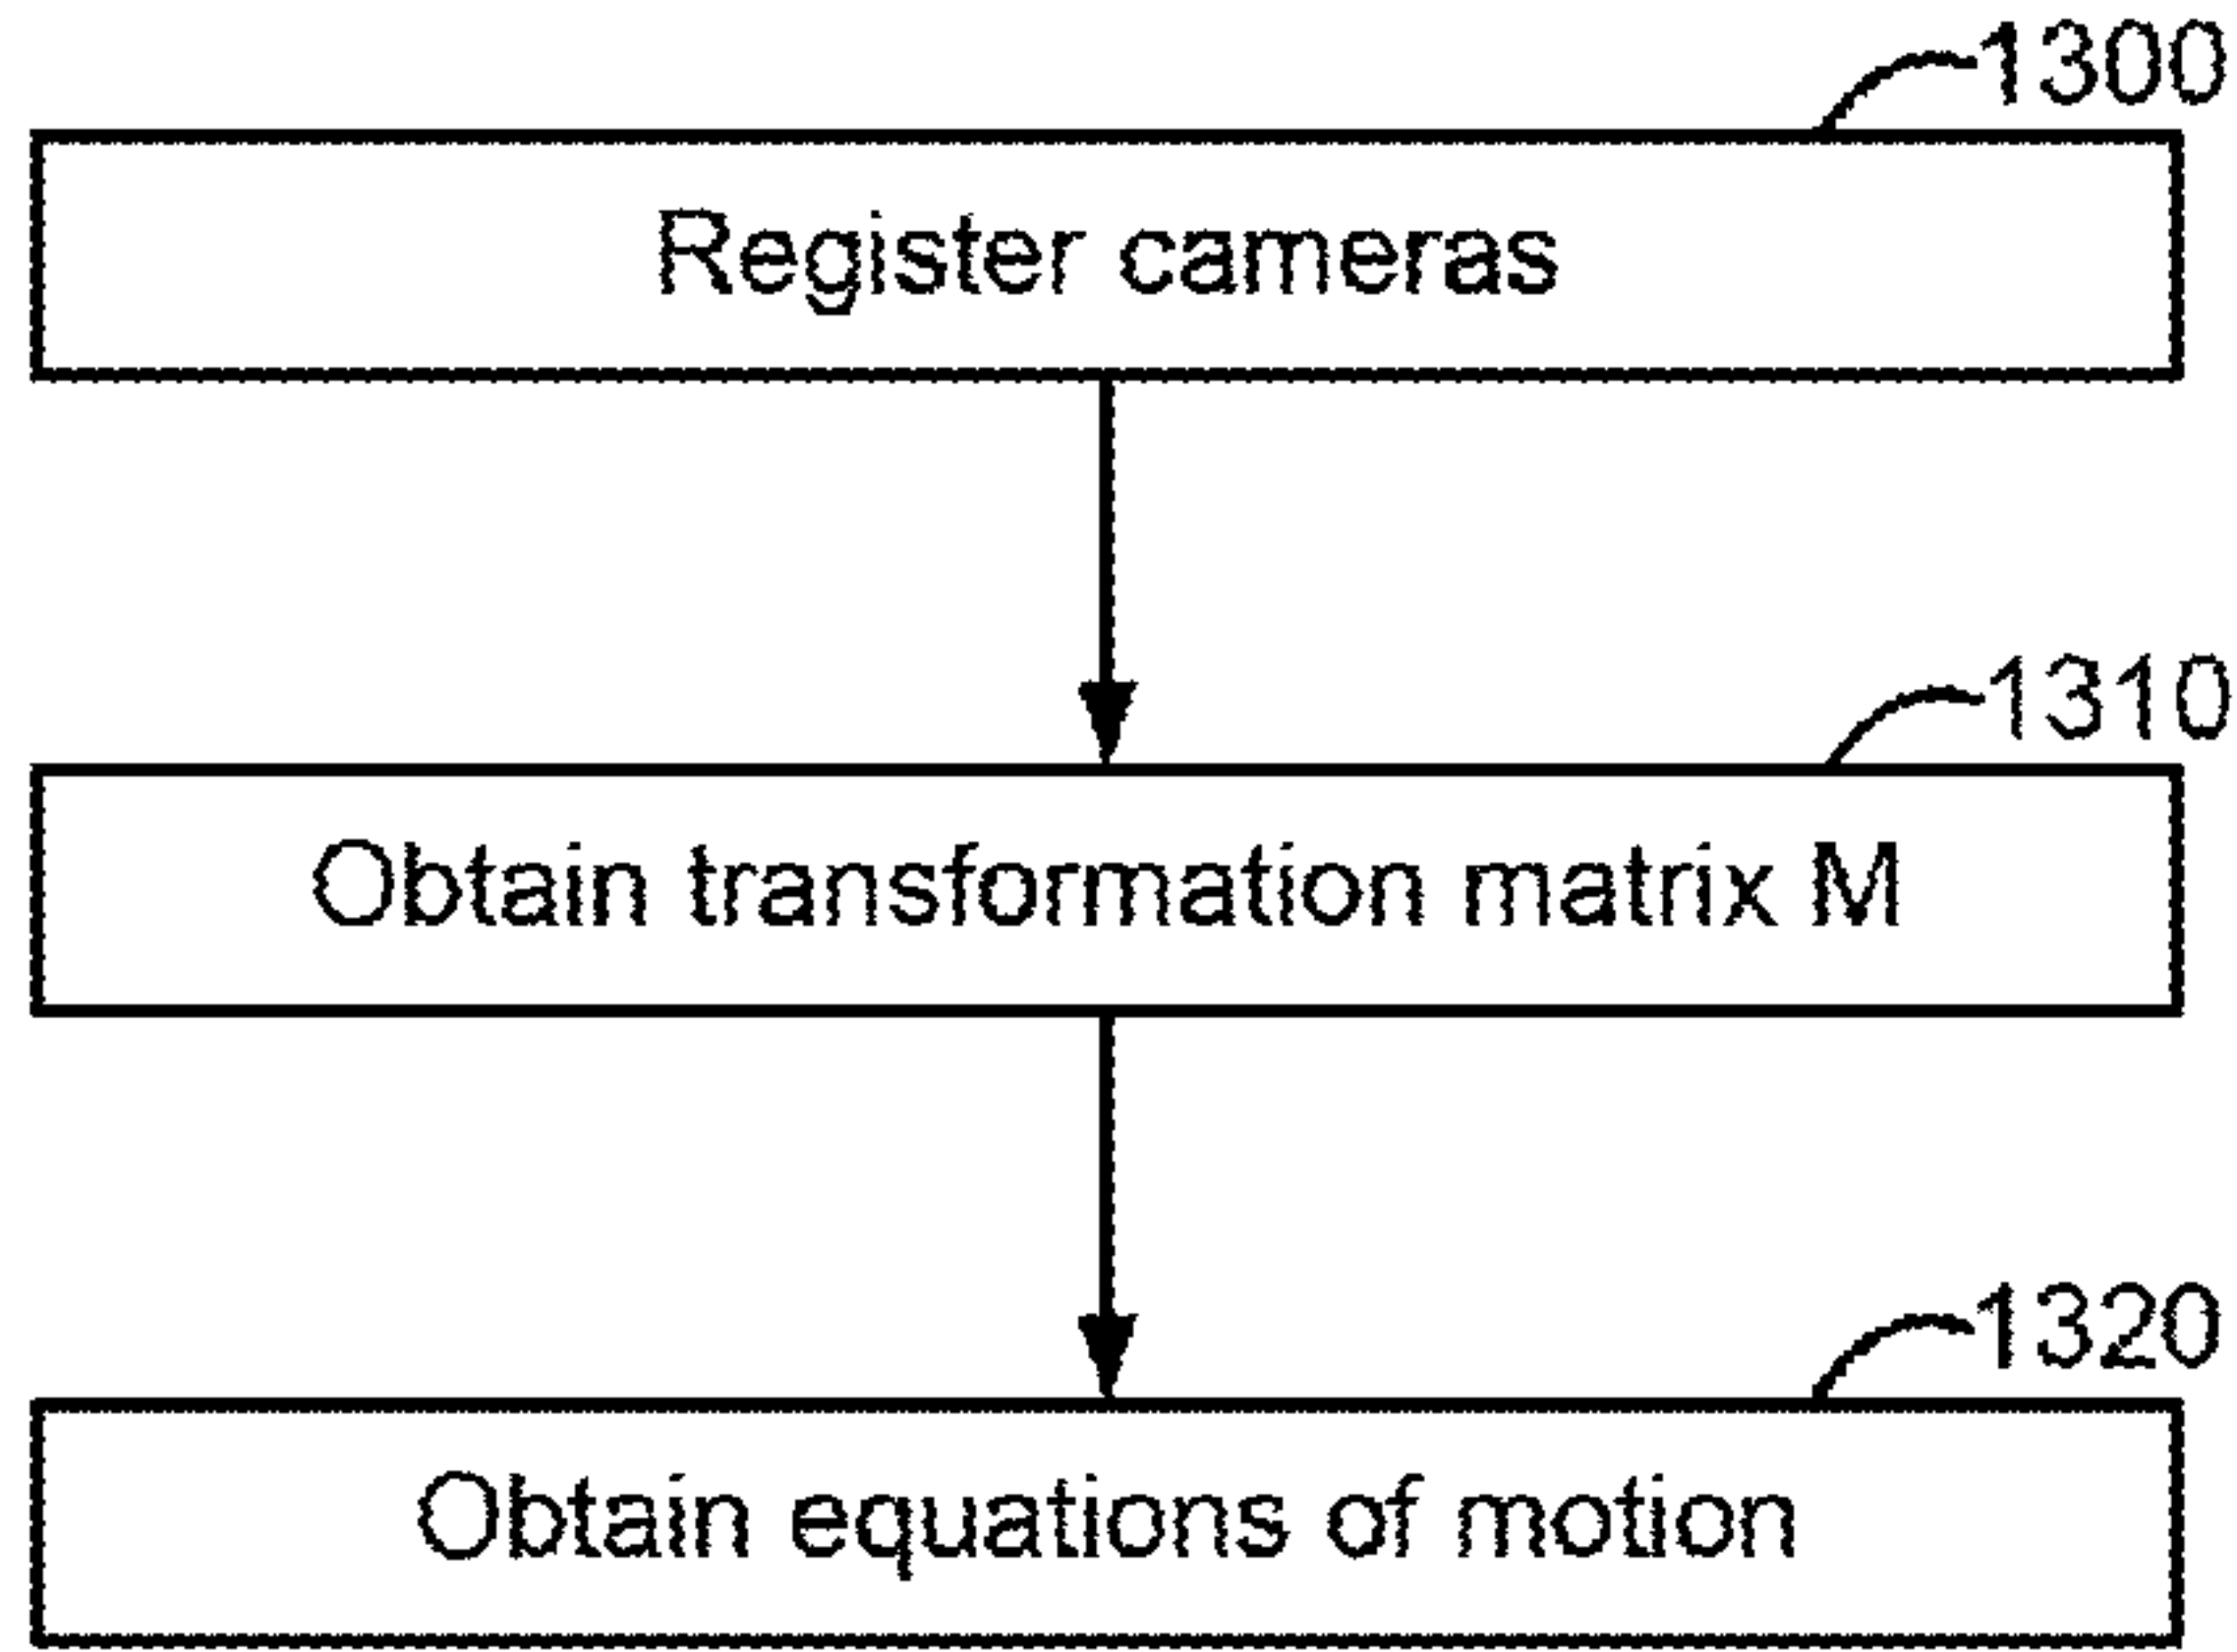 1300
Register cameras
1310
Obtain transformation matrix M
1320
Obtain equations of motion